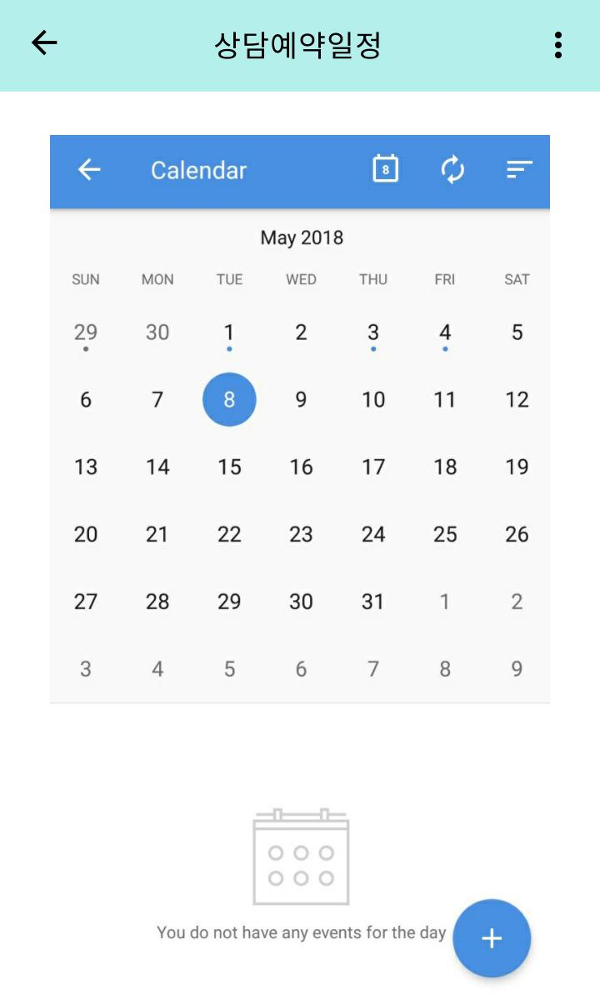 상담예약일정
Calendar 8
May 2018
SUN MON TUE WED THU FRI SAT
29 30 1 2 3 4 5
6 7 8 9 10 11 12
13 14 15 16 17 18 19
20 21 22 23 24 25 26
27 28 29 30 31 1 2
3 4 5 6 7 8 9
You do not have any events for the day